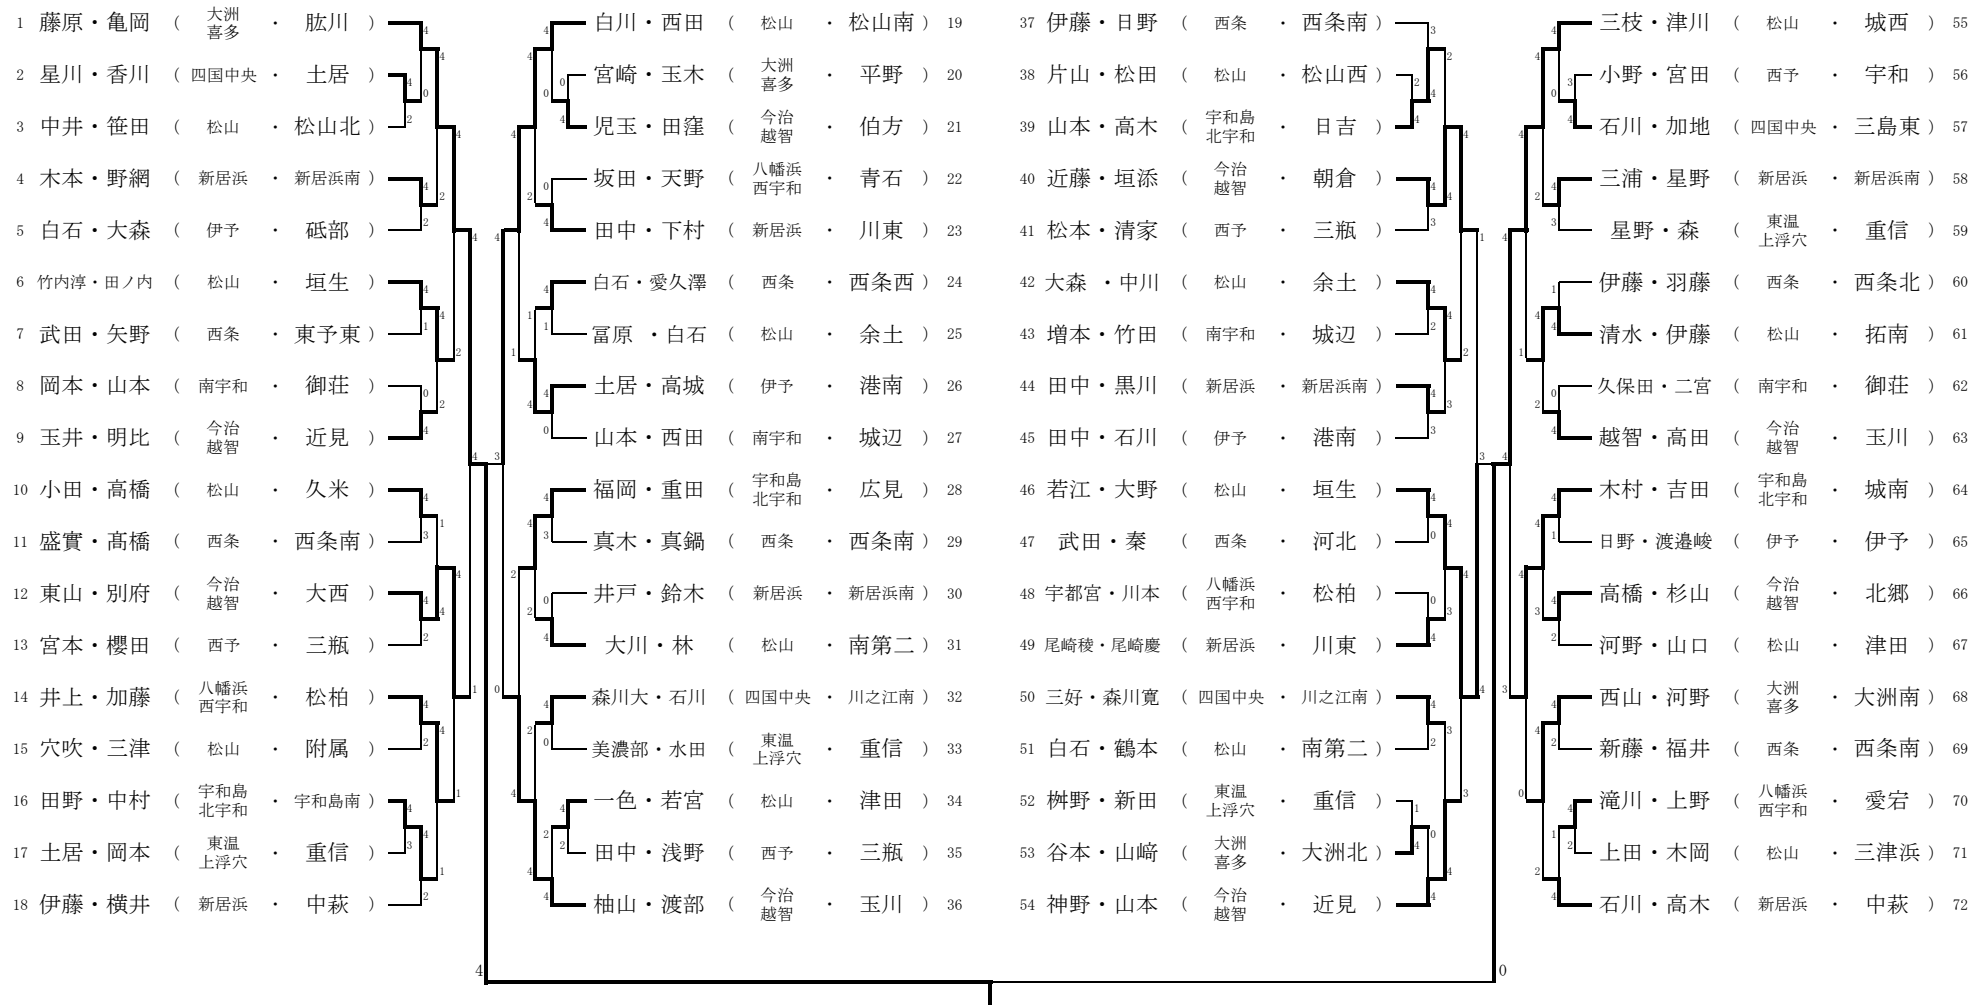 1 藤原・亀岡 ( 大洲喜多 ・ 肱川 )
2 星川・香川 ( 四国中央 ・ 土居 )
3 中井・笹田 ( 松山 ・ 松山北 )
4 木本・野網 ( 新居浜 ・ 新居浜南 )
5 白石・大森 ( 伊予 ・ 砥部 )
6 竹内淳・田ノ内 ( 松山 ・ 垣生 )
7 武田・矢野 ( 西条 ・ 東予東 )
8 岡本・山本 ( 南宇和 ・ 御荘 )
9 玉井・明比 ( 今治越智 ・ 近見 )
10 小田・高橋 ( 松山 ・ 久米 )
11 盛實・髙橋 ( 西条 ・ 西条南 )
12 東山・別府 ( 今治越智 ・ 大西 )
13 宮本・櫻田 ( 西予 ・ 三瓶 )
14 井上・加藤 ( 八幡浜西宇和 ・ 松柏 )
15 穴吹・三津 ( 松山 ・ 附属 )
16 田野・中村 ( 宇和島北宇和 ・ 宇和島南 )
17 土居・岡本 ( 東温上浮穴 ・ 重信 )
18 伊藤・横井 ( 新居浜 ・ 中萩 )
白川・西田 ( 松山 ・ 松山南 ) 19
宮崎・玉木 ( 大洲喜多 ・ 平野 ) 20
児玉・田窪 ( 今治越智 ・ 伯方 ) 21
坂田・天野 ( 八幡浜西宇和 ・ 青石 ) 22
田中・下村 ( 新居浜 ・ 川東 ) 23
白石・愛久澤 ( 西条 ・ 西条西 ) 24
冨原 ・白石 ( 松山 ・ 余土 ) 25
土居・高城 ( 伊予 ・ 港南 ) 26
山本・西田 ( 南宇和 ・ 城辺 ) 27
福岡・重田 ( 宇和島北宇和 ・ 広見 ) 28
真木・真鍋 ( 西条 ・ 西条南 ) 29
井戸・鈴木 ( 新居浜 ・ 新居浜南 ) 30
大川・林 ( 松山 ・ 南第二 ) 31
森川大・石川 ( 四国中央 ・ 川之江南 ) 32
美濃部・水田 ( 東温上浮穴 ・ 重信 ) 33
一色・若宮 ( 松山 ・ 津田 ) 34
田中・浅野 ( 西予 ・ 三瓶 ) 35
柚山・渡部 ( 今治越智 ・ 玉川 ) 36
37 伊藤・日野 ( 西条 ・ 西条南 )
38 片山・松田 ( 松山 ・ 松山西 )
39 山本・高木 ( 宇和島北宇和 ・ 日吉 )
40 近藤・垣添 ( 今治越智 ・ 朝倉 )
41 松本・清家 ( 西予 ・ 三瓶 )
42 大森 ・中川 ( 松山 ・ 余土 )
43 増本・竹田 ( 南宇和 ・ 城辺 )
44 田中・黒川 ( 新居浜 ・ 新居浜南 )
45 田中・石川 ( 伊予 ・ 港南 )
46 若江・大野 ( 松山 ・ 垣生 )
47 武田・秦 ( 西条 ・ 河北 )
48 宇都宮・川本 ( 八幡浜西宇和 ・ 松柏 )
49 尾崎稜・尾崎慶 ( 新居浜 ・ 川東 )
50 三好・森川寛 ( 四国中央 ・ 川之江南 )
51 白石・鶴本 ( 松山 ・ 南第二 )
52 桝野・新田 ( 東温上浮穴 ・ 重信 )
53 谷本・山﨑 ( 大洲喜多 ・ 大洲北 )
54 神野・山本 ( 今治越智 ・ 近見 )
三枝・津川 ( 松山 ・ 城西 ) 55
小野・宮田 ( 西予 ・ 宇和 ) 56
石川・加地 ( 四国中央 ・ 三島東 ) 57
三浦・星野 ( 新居浜 ・ 新居浜南 ) 58
星野・森 ( 東温上浮穴 ・ 重信 ) 59
伊藤・羽藤 ( 西条 ・ 西条北 ) 60
清水・伊藤 ( 松山 ・ 拓南 ) 61
久保田・二宮 ( 南宇和 ・ 御荘 ) 62
越智・高田 ( 今治越智 ・ 玉川 ) 63
木村・吉田 ( 宇和島北宇和 ・ 城南 ) 64
日野・渡邉峻 ( 伊予 ・ 伊予 ) 65
高橋・杉山 ( 今治越智 ・ 北郷 ) 66
河野・山口 ( 松山 ・ 津田 ) 67
西山・河野 ( 大洲喜多 ・ 大洲南 ) 68
新藤・福井 ( 西条 ・ 西条南 ) 69
滝川・上野 ( 八幡浜西宇和 ・ 愛宕 ) 70
上田・木岡 ( 松山 ・ 三津浜 ) 71
石川・高木 ( 新居浜 ・ 中萩 ) 72
4 0